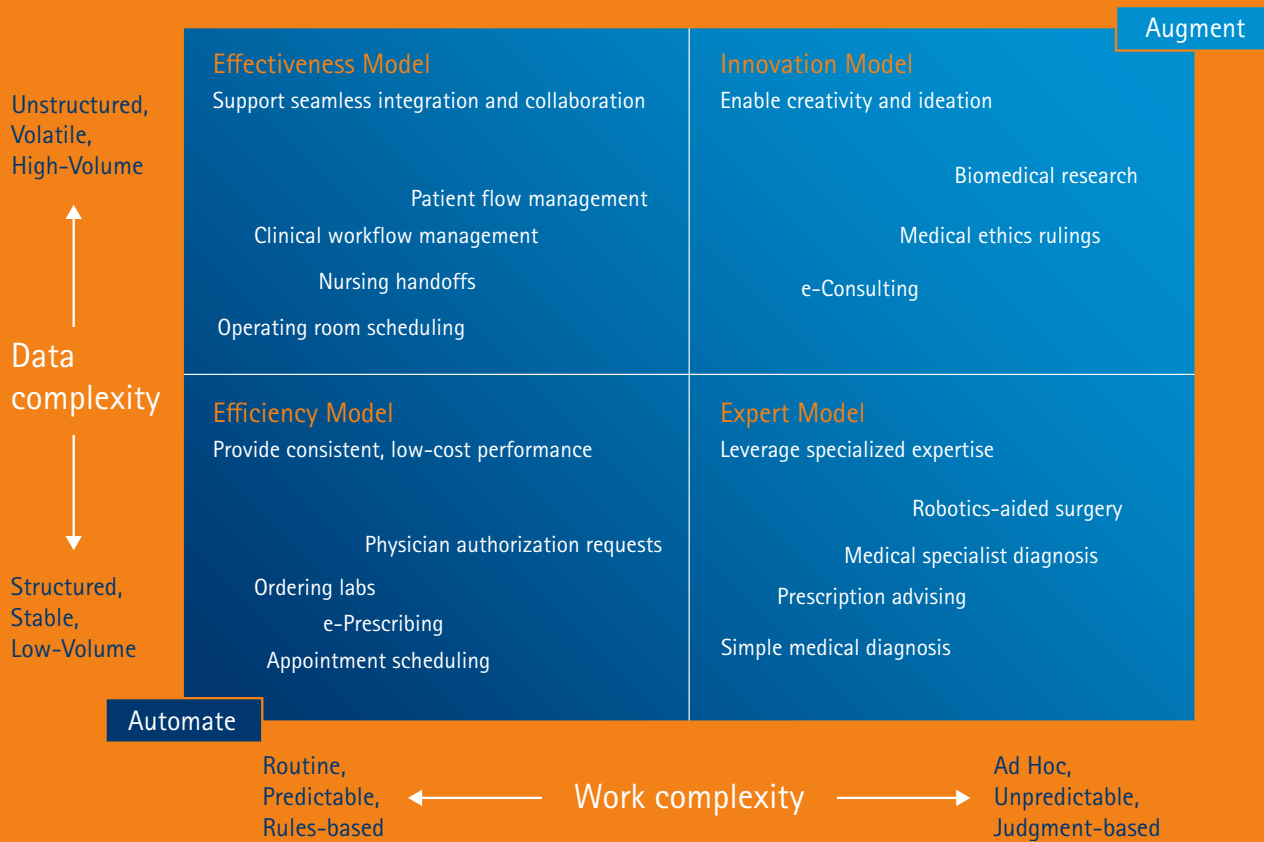 Augment
Effectiveness Model
Support seamless integration and collaboration
Patient flow management
Clinical workflow management
Nursing handoffs
Operating room scheduling
Innovation Model
Enable creativity and ideation
Biomedical research
Medical ethics rulings
e-Consulting
Unstructured,
Volatile,
High-Volume
Data
complexity
Structured,
Stable,
Low-Volume
Efficiency Model
Provide consistent, low-cost performance
Physician authorization requests
Ordering labs
e-Prescribing
Appointment scheduling
Expert Model
Leverage specialized expertise
Robotics-aided surgery
Medical specialist diagnosis
Prescription advising
Simple medical diagnosis
Automate
Routine,
Predictable,
Rules-based
Work complexity
Ad Hoc,
Unpredictable,
Judgment-based